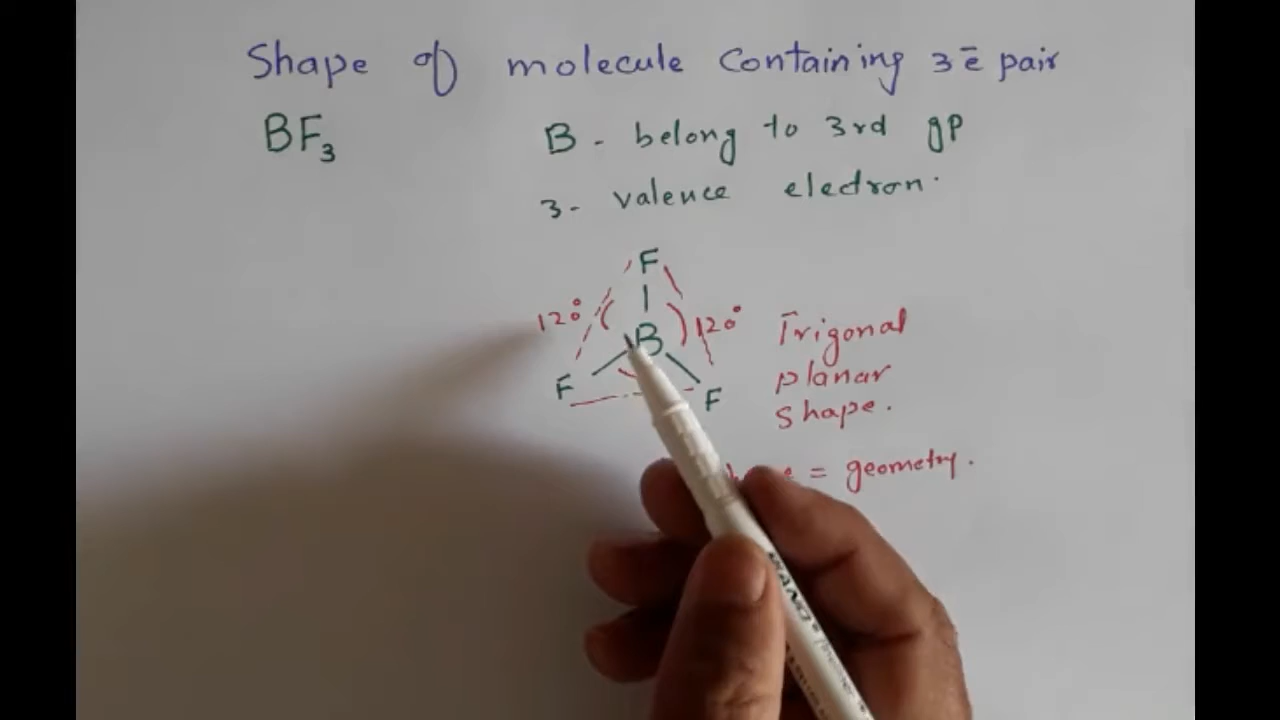 Shape of molecule containing 3ē pair
BF₃
B - belong to 3rd gp
3 - valence electron.
F
120° 120°
B
F F
Trigonal
planar
shape.
= geometry.